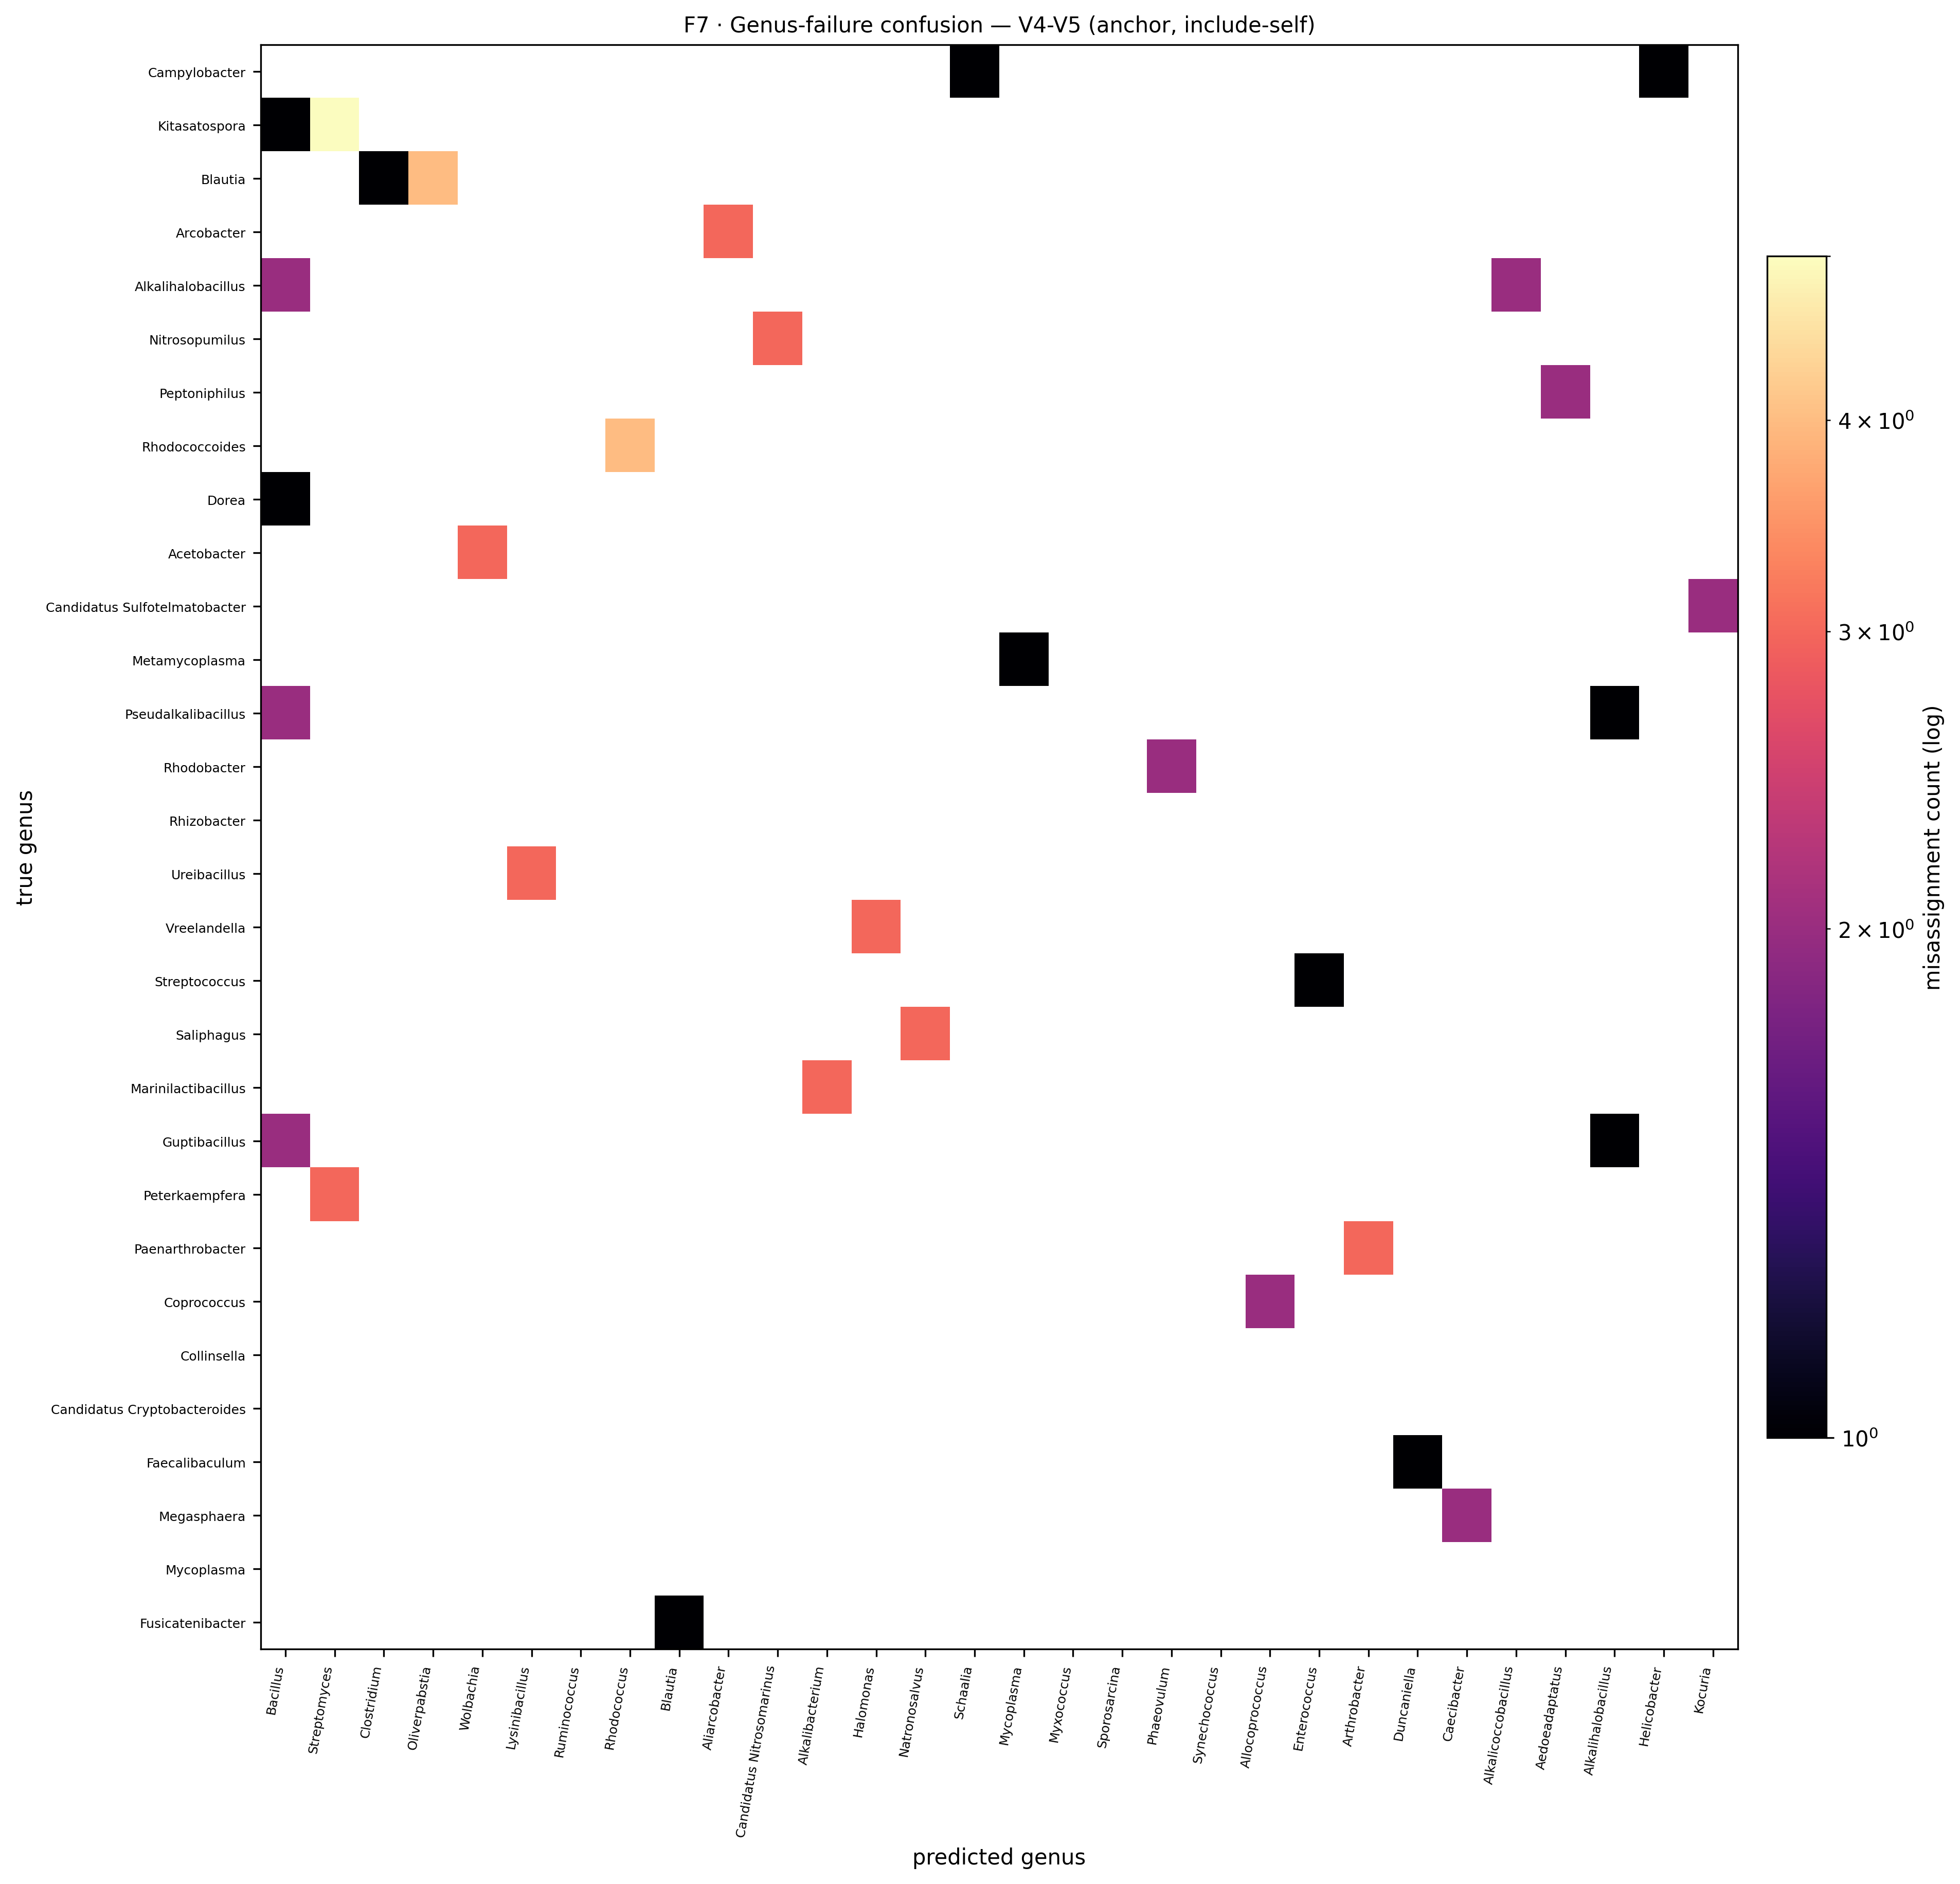 F7 · Genus-failure confusion — V4-V5 (anchor, include-self)
true genus
Campylobacter
Kitasatospora
Blautia
Arcobacter
Alkalihalobacillus
Nitrosopumilus
Peptoniphilus
Rhodococcoides
Dorea
Acetobacter
Candidatus Sulfotelmatobacter
Metamycoplasma
Pseudalkalibacillus
Rhodobacter
Rhizobacter
Ureibacillus
Vreelandella
Streptococcus
Saliphagus
Marinilactibacillus
Guptibacillus
Peterkaempfera
Paenarthrobacter
Coprococcus
Collinsella
Candidatus Cryptobacteroides
Faecalibaculum
Megasphaera
Mycoplasma
Fusicatenibacter
Bacillus
Streptomyces
Clostridium
Oliverpabstia
Wolbachia
Lysinibacillus
Ruminococcus
Rhodococcus
Blautia
Aliarcobacter
Candidatus Nitrosomarinus
Alkalibacterium
Halomonas
Natronosalvus
Schaalia
Mycoplasma
Myxococcus
Sporosarcina
Phaeovulum
Synechococcus
Allocoprococcus
Enterococcus
Arthrobacter
Duncaniella
Caecibacter
Alkalicoccobacillus
Aedoeadaptatus
Alkalihalobacillus
Helicobacter
Kocuria
predicted genus
4 × 10⁰
3 × 10⁰
2 × 10⁰
10⁰
misassignment count (log)